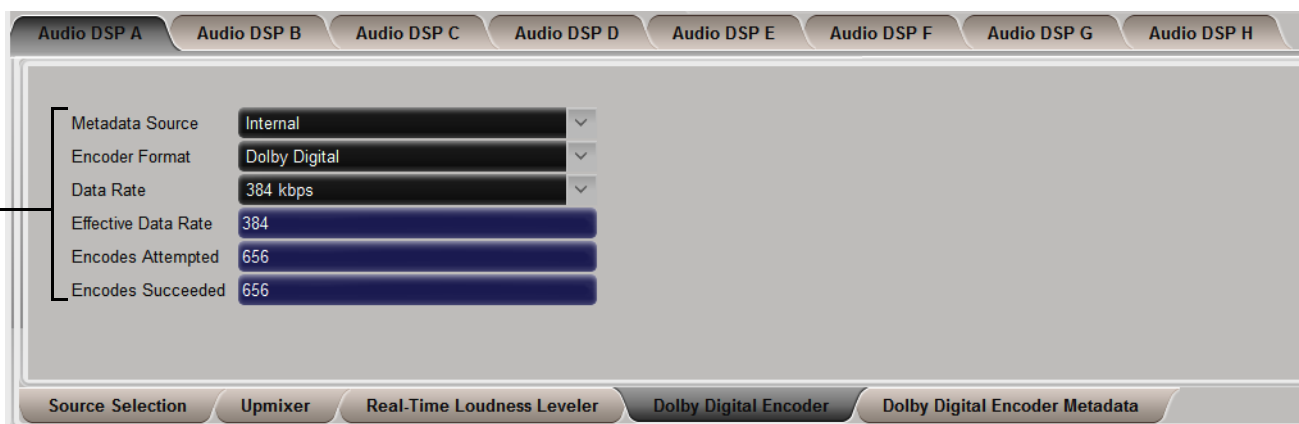 Audio DSP A Audio DSP B Audio DSP C Audio DSP D Audio DSP E Audio DSP F Audio DSP G Audio DSP H
Metadata Source Internal
Encoder Format Dolby Digital
Data Rate 384 kbps
Effective Data Rate 384
Encodes Attempted 656
Encodes Succeeded 656
Source Selection Upmixer Real-Time Loudness Leveler Dolby Digital Encoder Dolby Digital Encoder Metadata